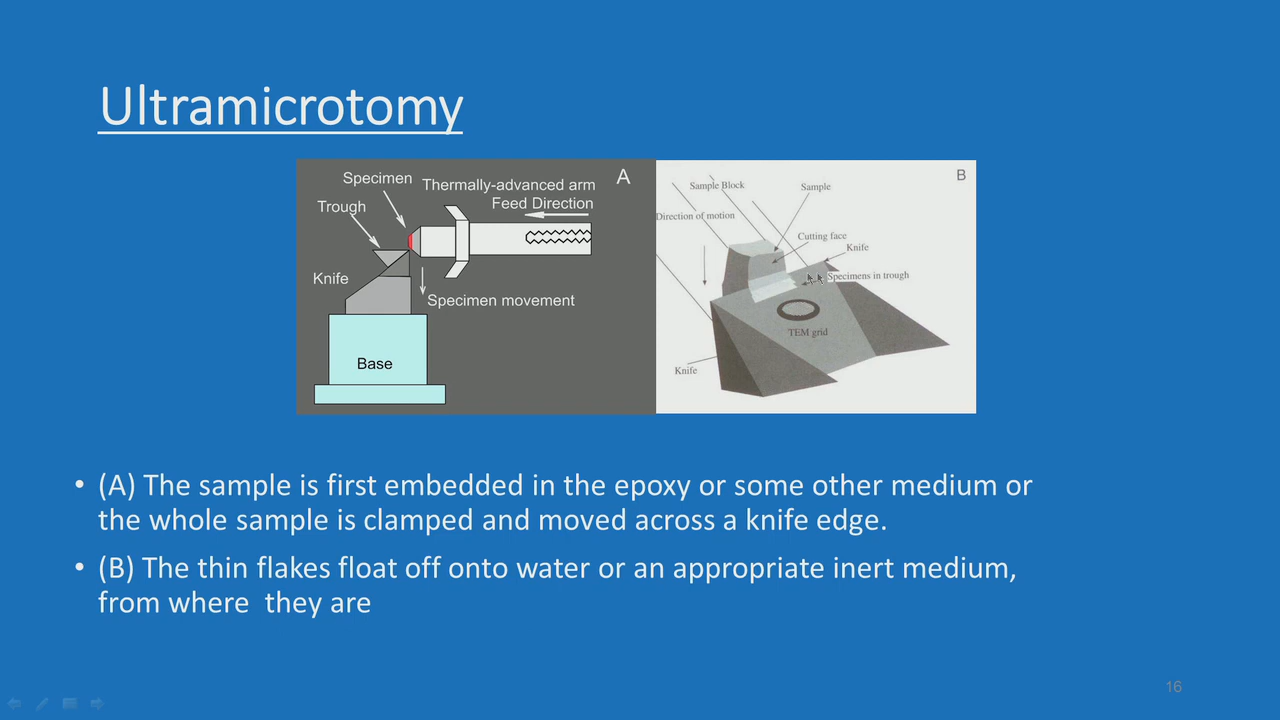 Ultramicrotomy
Specimen
A
Thermally-advanced arm
Feed Direction
Trough
Knife
Specimen movement
Base
B
Sample Block
Sample
Direction of motion
Cutting face
Knife
Specimens in trough
TEM grid
Knife
• (A) The sample is first embedded in the epoxy or some other medium or
the whole sample is clamped and moved across a knife edge.
• (B) The thin flakes float off onto water or an appropriate inert medium,
from where they are
16